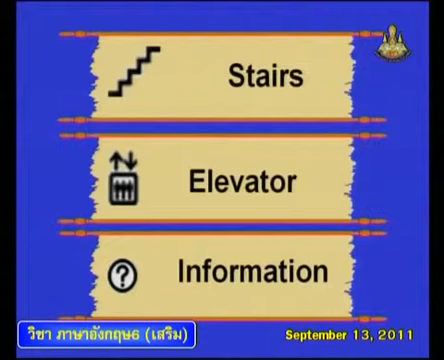 Stairs
Elevator
? Information
วิชา ภาษาอังกฤษ6 (เสริม)
September 13, 2011